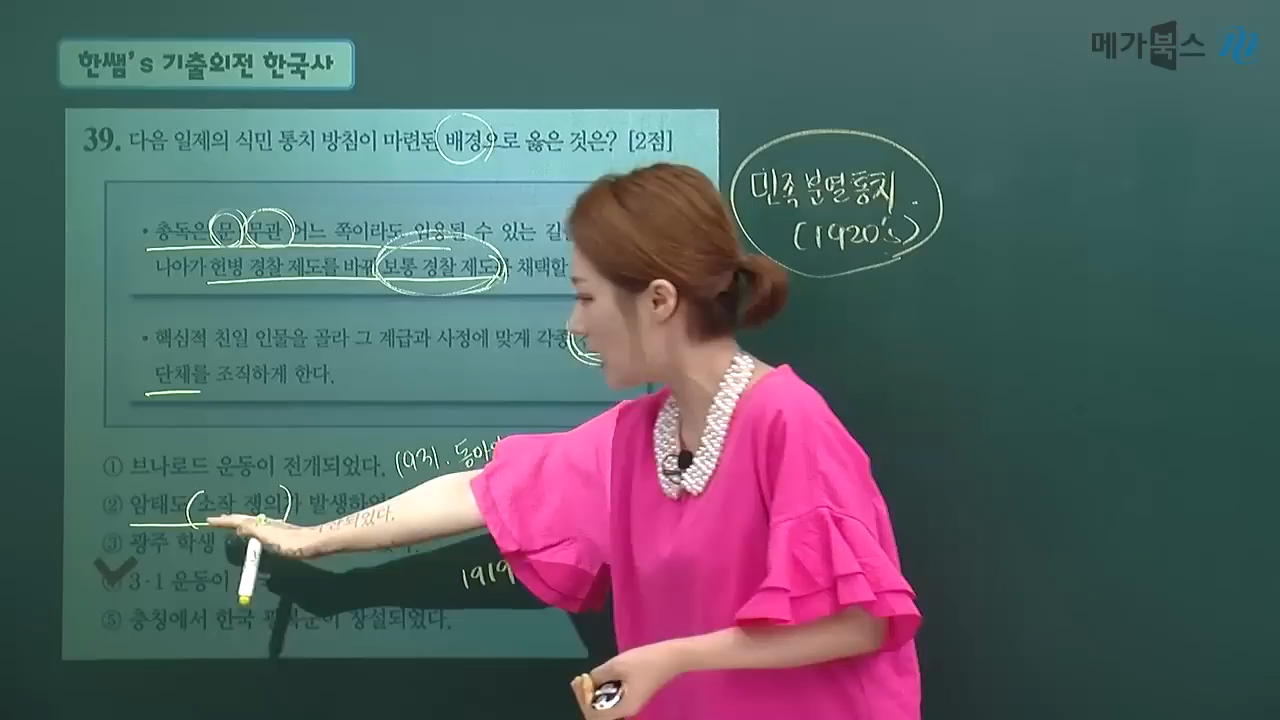 한쌤's 기출의전 한국사
메가북스
39. 다음 일제의 식민 통치 방침이 마련된 배경으로 옳은 것은? [2점]
민족 분열 통치
(1920's)
• 총독은 문무관 어느 쪽이라도 임용될 수 있는 길
나아가 헌병 경찰 제도를 바꿔 보통 경찰 제도를 채택할
• 핵심적 친일 인물을 골라 그 계급과 사정에 맞게 각종
단체를 조직하게 한다.
① 브나로드 운동이 전개되었다. 1931. 동아
② 암태도 소작 쟁의가 발생하
③ 광주 학생
3·1 운동이
1919
⑤ 충칭에서 한국 광복군이 창설되었다.